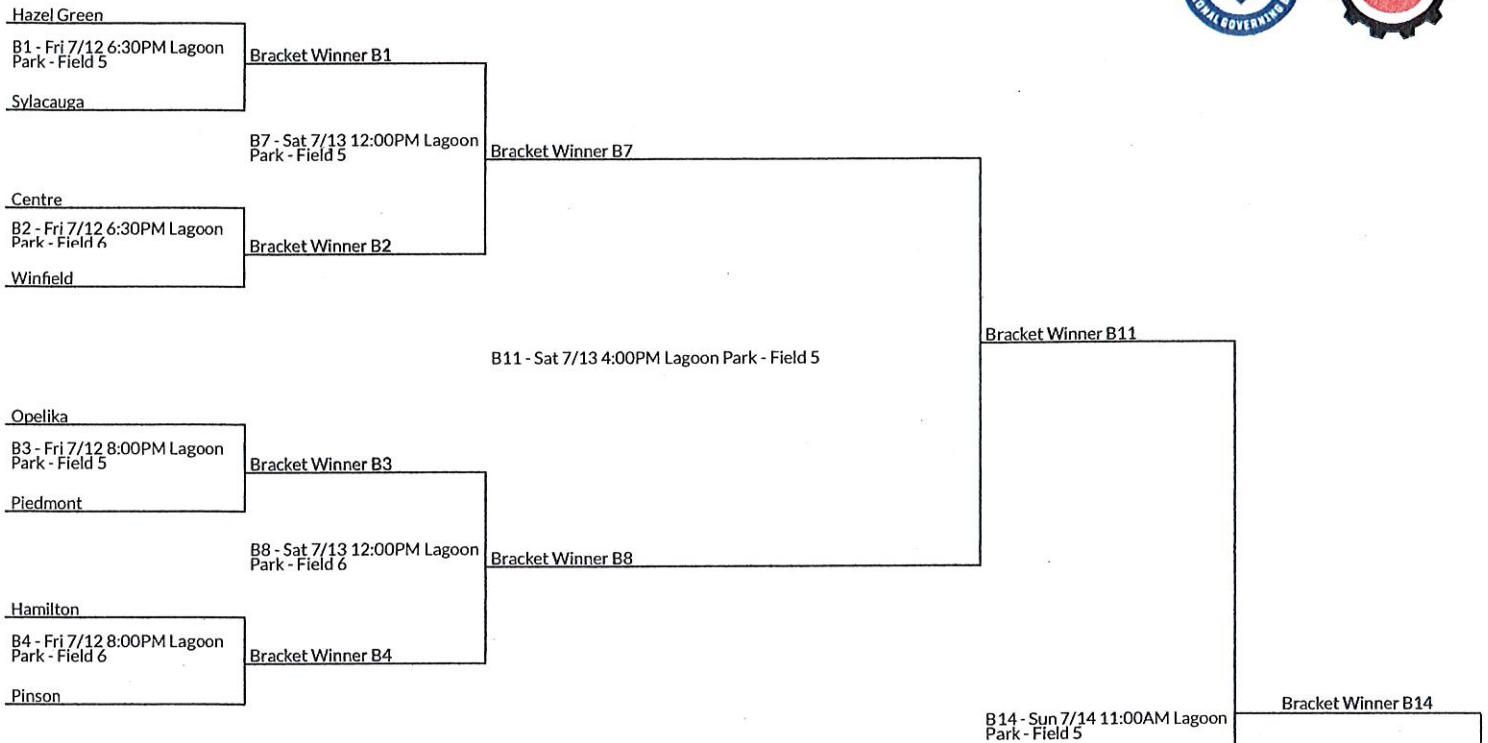 Hazel Green
B1 - Fri 7/12 6:30PM Lagoon
Park - Field 5
Bracket Winner B1
Sylacauga
B7 - Sat 7/13 12:00PM Lagoon
Park - Field 5
Bracket Winner B7
Centre
B2 - Fri 7/12 6:30PM Lagoon
Park - Field 6
Bracket Winner B2
Winfield
Bracket Winner B11
B11 - Sat 7/13 4:00PM Lagoon Park - Field 5
Opelika
B3 - Fri 7/12 8:00PM Lagoon
Park - Field 5
Bracket Winner B3
Piedmont
B8 - Sat 7/13 12:00PM Lagoon
Park - Field 6
Bracket Winner B8
Hamilton
B4 - Fri 7/12 8:00PM Lagoon
Park - Field 6
Bracket Winner B4
Pinson
Bracket Winner B14
B14 - Sun 7/14 11:00AM Lagoon
Park - Field 5
GOVERNING